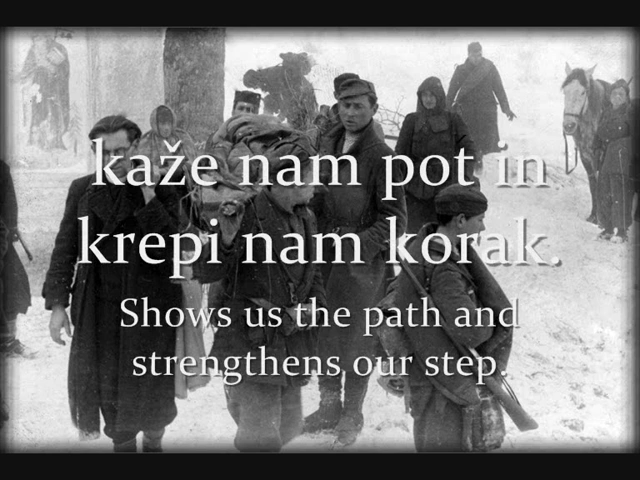 kaže nam pot in
krepi nam korak.
Shows us the path and
strengthens our step.